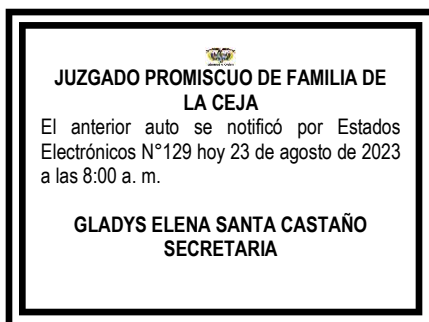 JUZGADO PROMISCUO DE FAMILIA DE
LA CEJA
El anterior auto se notificó por Estados
Electrónicos N°129 hoy 23 de agosto de 2023
a las 8:00 a. m.
GLADYS ELENA SANTA CASTAÑO
SECRETARIA